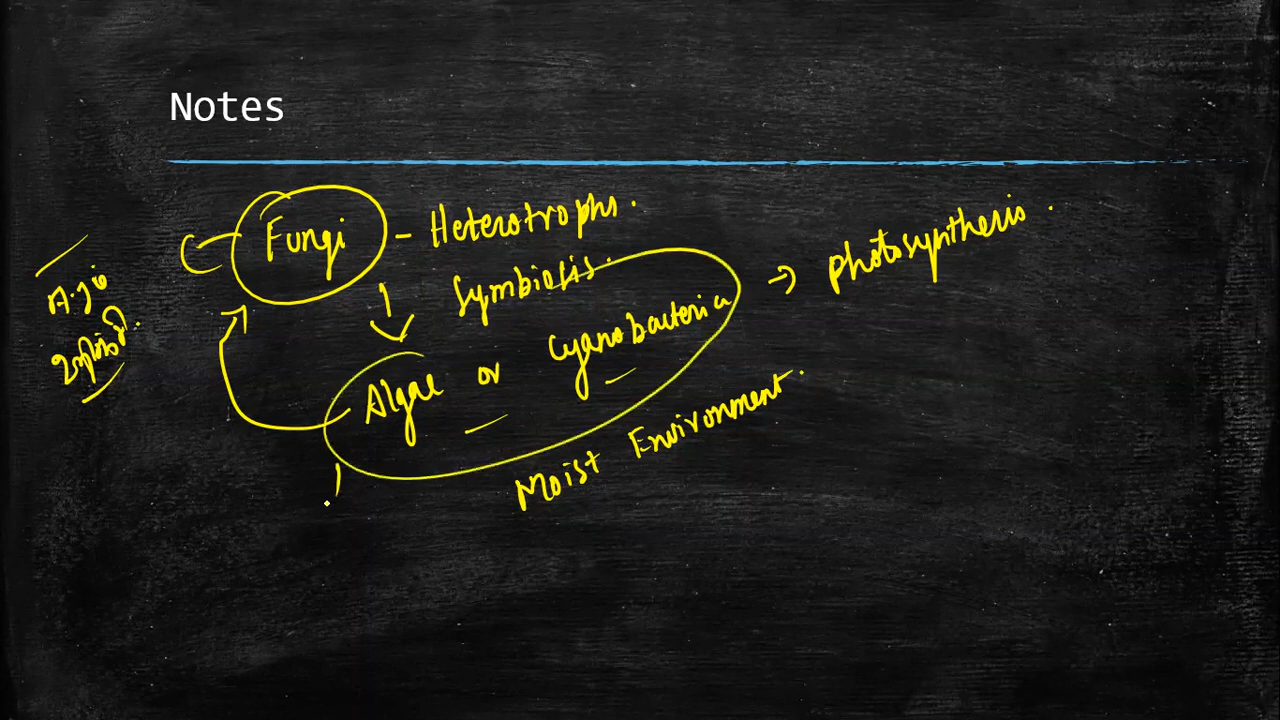 Notes
Fungi - Heterotrophs.
Symbiosis.
Algae or Cyanobacteria → Photosynthesis.
Moist Environment.